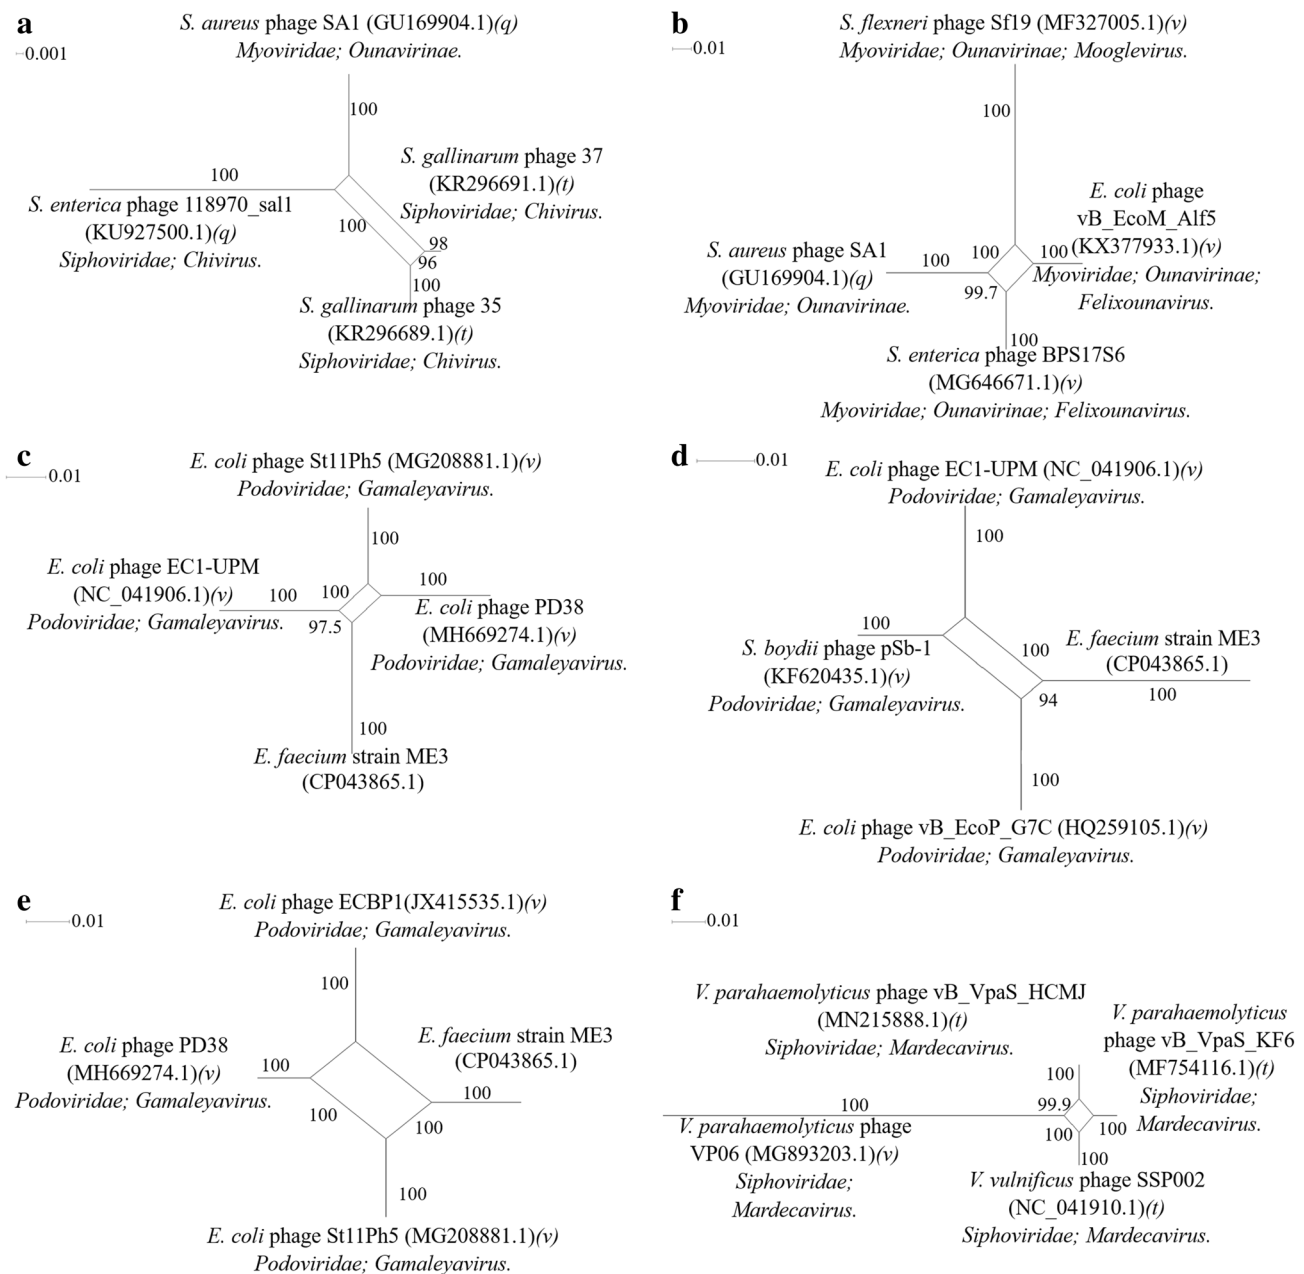 a
0.001
S. aureus phage SA1 (GU169904.1)(q)
Myoviridae; Ounavirinae.
100
S. gallinarum phage 37
(KR296691.1)(t)
Siphoviridae; Chivirus.
100
S. enterica phage 118970_sal1
(KU927500.1)(q)
Siphoviridae; Chivirus.
100
98
96
100
S. gallinarum phage 35
(KR296689.1)(t)
Siphoviridae; Chivirus.
b
0.01
S. flexneri phage Sf19 (MF327005.1)(v)
Myoviridae; Ounavirinae; Mooglevirus.
100
E. coli phage
vB_EcoM_Alf5
(KX377933.1)(v)
Myoviridae; Ounavirinae;
Felixounavirus.
100
100
S. aureus phage SA1
(GU169904.1)(q)
Myoviridae; Ounavirinae.
100
99.7
100
S. enterica phage BPS17S6
(MG646671.1)(v)
Myoviridae; Ounavirinae; Felixounavirus.
c
0.01
E. coli phage St11Ph5 (MG208881.1)(v)
Podoviridae; Gamaleyavirus.
100
E. coli phage EC1-UPM
(NC_041906.1)(v)
Podoviridae; Gamaleyavirus.
100
100
100
97.5
E. coli phage PD38
(MH669274.1)(v)
Podoviridae; Gamaleyavirus.
100
E. faecium strain ME3
(CP043865.1)
d
0.01
E. coli phage EC1-UPM (NC_041906.1)(v)
Podoviridae; Gamaleyavirus.
100
100
S. boydii phage pSb-1
(KF620435.1)(v)
Podoviridae; Gamaleyavirus.
100
E. faecium strain ME3
(CP043865.1)
100
94
100
E. coli phage vB_EcoP_G7C (HQ259105.1)(v)
Podoviridae; Gamaleyavirus.
e
0.01
E. coli phage ECBP1(JX415535.1)(v)
Podoviridae; Gamaleyavirus.
100
E. coli phage PD38
(MH669274.1)(v)
Podoviridae; Gamaleyavirus.
100
E. faecium strain ME3
(CP043865.1)
100
100
100
100
E. coli phage St11Ph5 (MG208881.1)(v)
Podoviridae; Gamaleyavirus.
f
0.01
V. parahaemolyticus phage vB_VpaS_HCMJ
(MN215888.1)(t)
Siphoviridae; Mardecavirus.
V. parahaemolyticus
phage vB_VpaS_KF6
(MF754116.1)(t)
Siphoviridae;
Mardecavirus.
100
99.9
100
100
100
100
V. parahaemolyticus phage
VP06 (MG893203.1)(v)
Siphoviridae;
Mardecavirus.
V. vulnificus phage SSP002
(NC_041910.1)(t)
Siphoviridae; Mardecavirus.